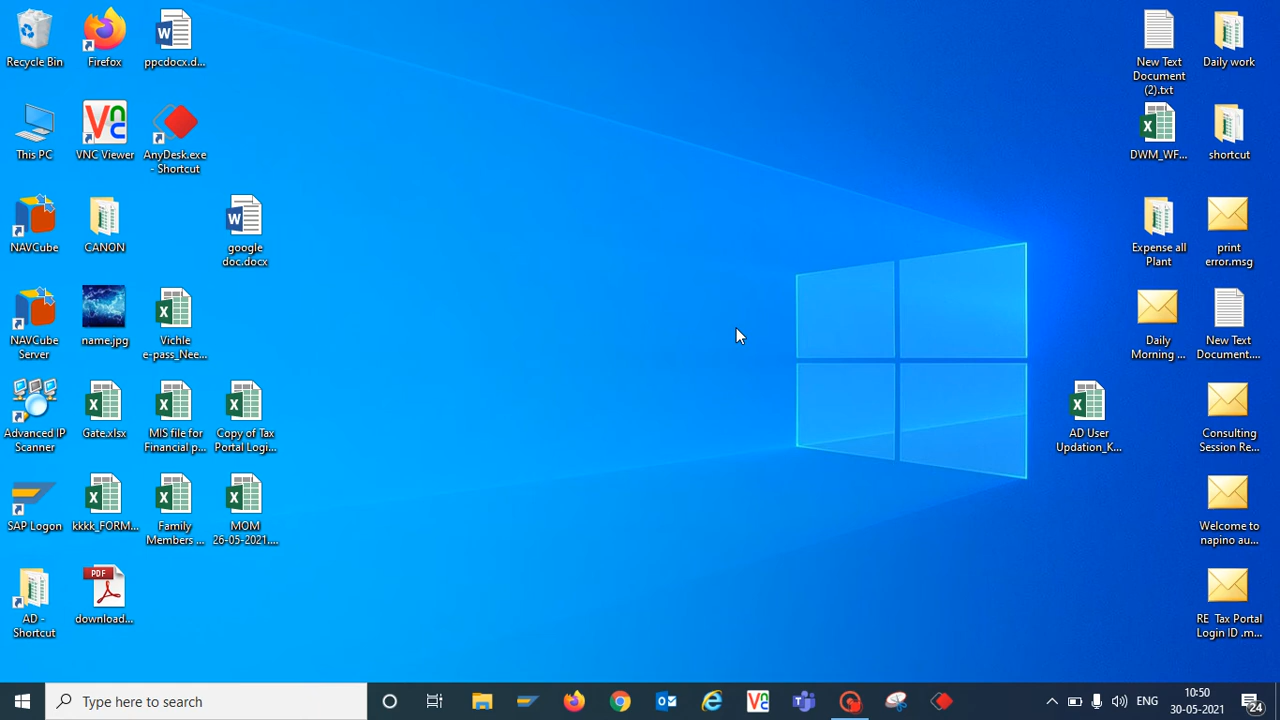 Recycle Bin
Firefox
ppcdocx.d...
This PC
VNC Viewer
AnyDesk.exe
- Shortcut
NAVCube
CANON
google
doc.docx
NAVCube
Server
name.jpg
Vichle
e-pass_Nee...
Advanced IP
Scanner
Gate.xlsx
MIS file for
Financial p...
Copy of Tax
Portal Logi...
SAP Logon
kkkk_FORM...
Family
Members ...
MOM
26-05-2021....
AD -
Shortcut
PDF
download...
New Text
Document
(2).txt
Daily work
DWM_WF...
shortcut
Expense all
Plant
print
error.msg
Daily
Morning ...
New Text
Document....
AD User
Updation_K...
Consulting
Session Re...
Welcome to
napino au...
RE Tax Portal
Login ID .m...
Type here to search
ENG
10:50
30-05-2021
24